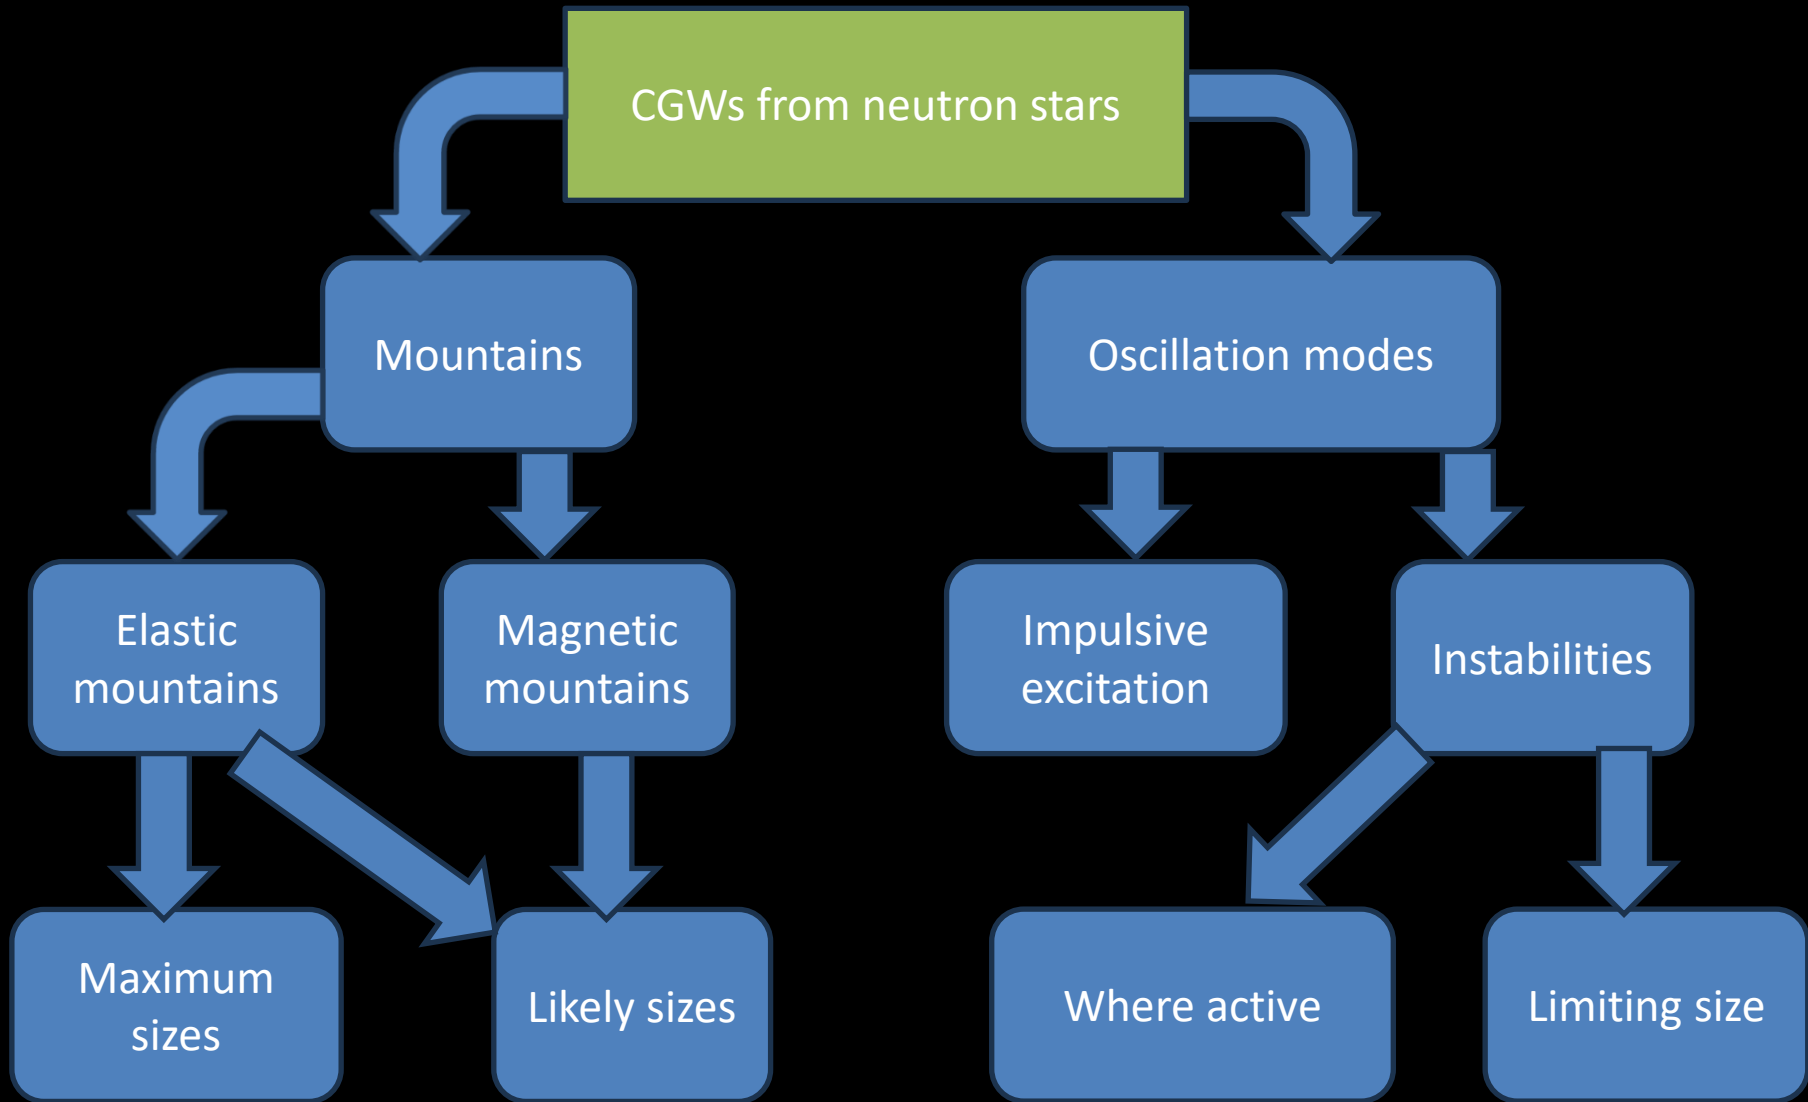 CGWs from neutron stars
Mountains
Oscillation modes
Elastic
mountains
Magnetic
mountains
Impulsive
excitation
Instabilities
Maximum
sizes
Likely sizes
Where active
Limiting size